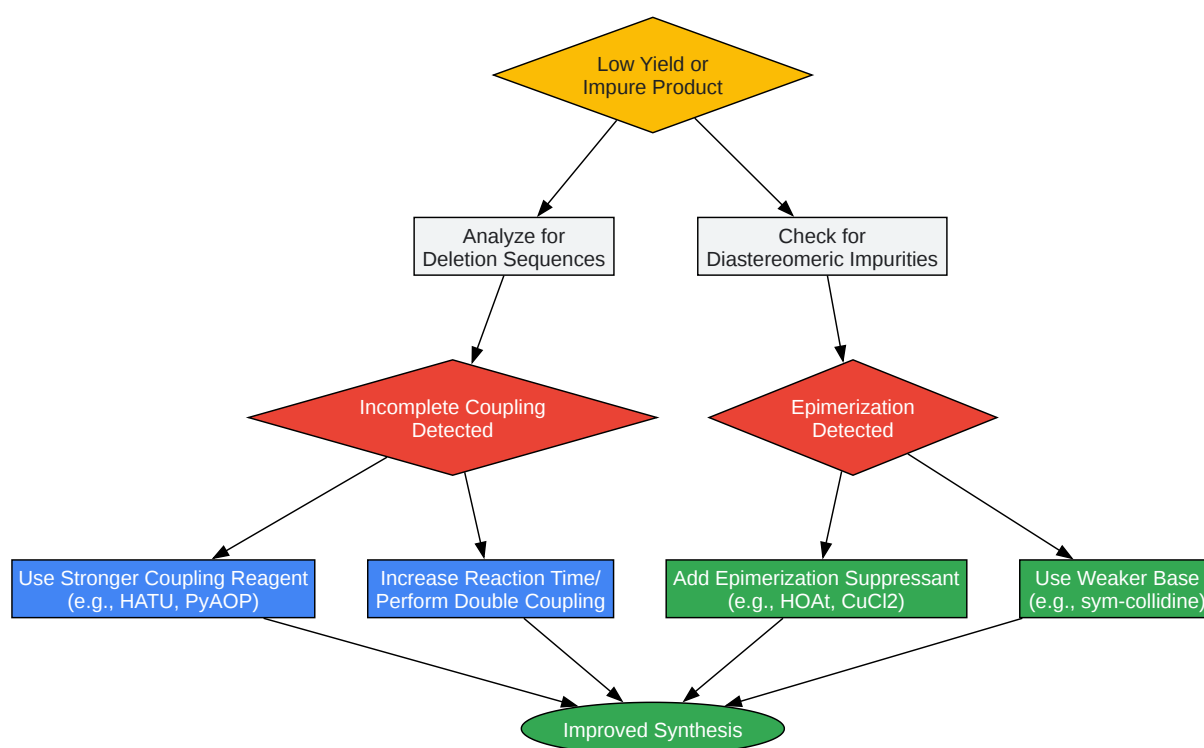 Low Yield or
Impure Product
Analyze for
Deletion Sequences
Check for
Diastereomeric Impurities
Incomplete Coupling
Detected
Epimerization
Detected
Use Stronger Coupling Reagent
(e.g., HATU, PyAOP)
Increase Reaction Time/
Perform Double Coupling
Add Epimerization Suppressant
(e.g., HOAt, CuCl2)
Use Weaker Base
(e.g., sym-collidine)
Improved Synthesis